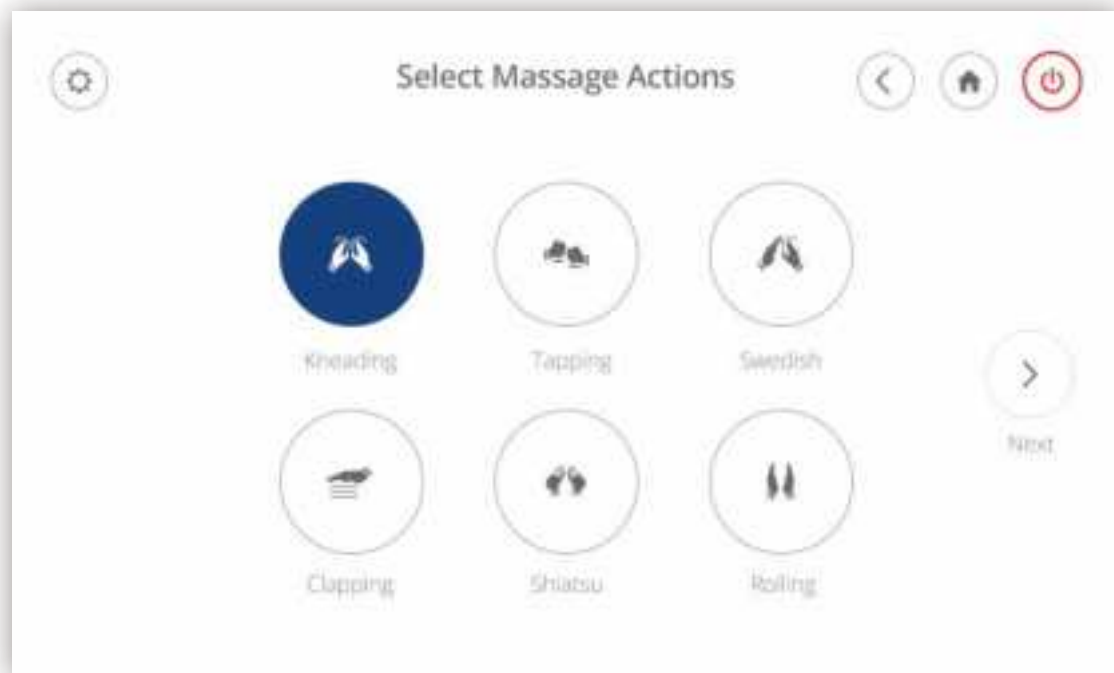 Select Massage Actions
Kneading
Tapping
Swedish
Next
Clapping
Shiatsu
Rolling